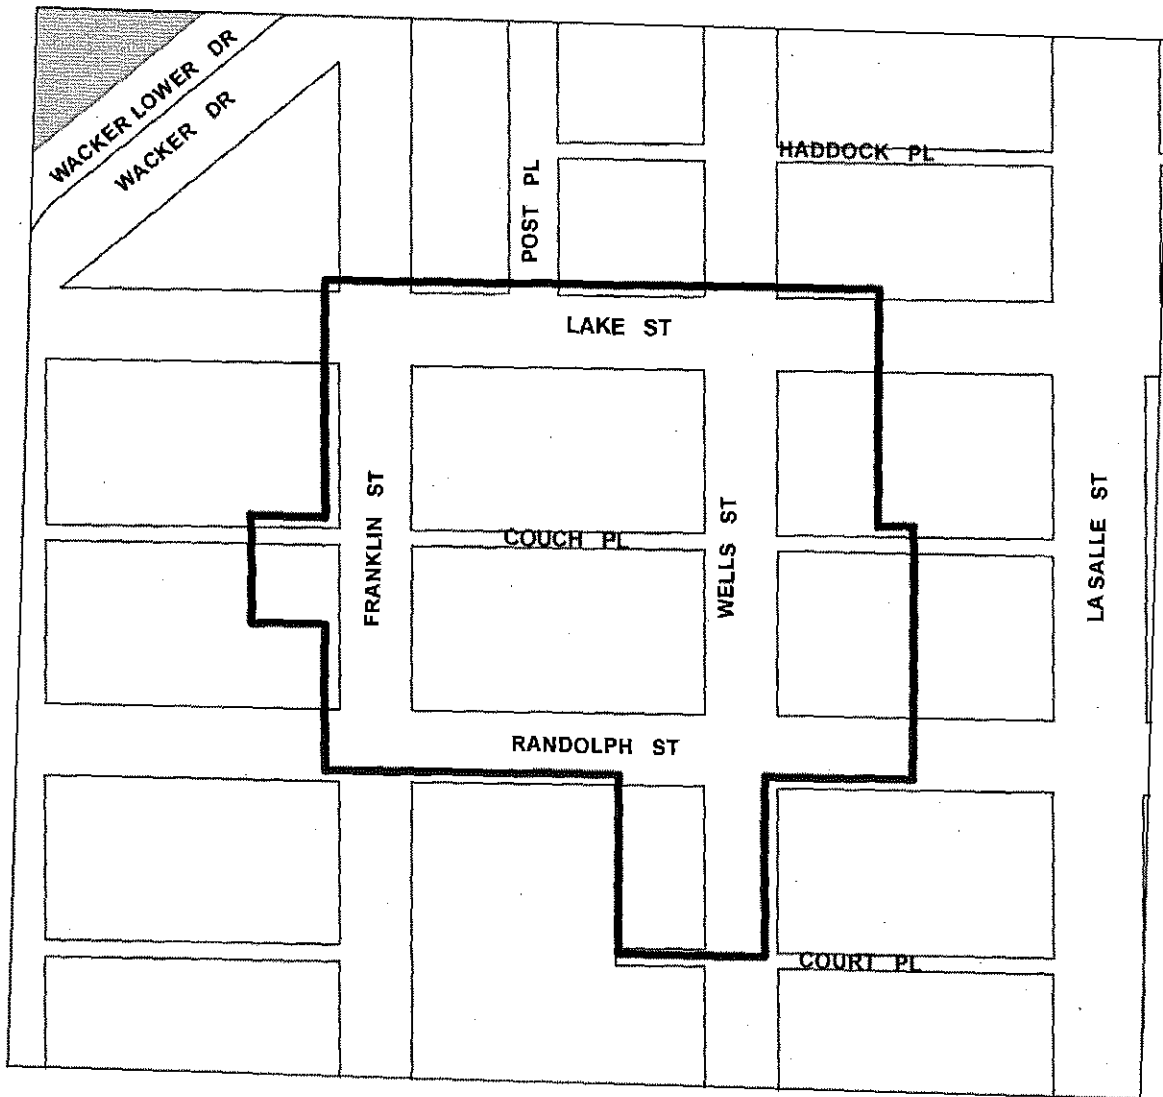 WACKER LOWER DR
WACKER DR
HADDOCK PL
POST PL
LAKE ST
FRANKLIN ST
COUCH PL
WELLS ST
LA SALLE ST
RANDOLPH ST
COURT PL